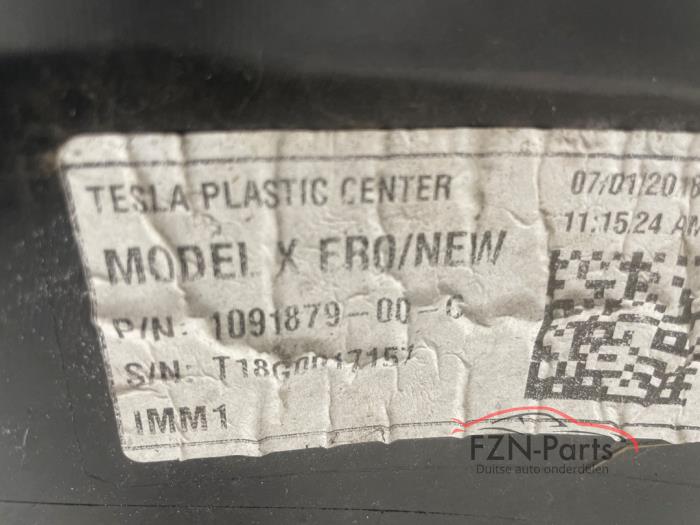 TESLA PLASTIC CENTER
07/01/2018
11:15:24 AM
MODEL X FRO/NEW
P/N: 1091879-00-G
S/N: T18G0017157
IMM1
FZN-Parts
Duitse auto onderdelen